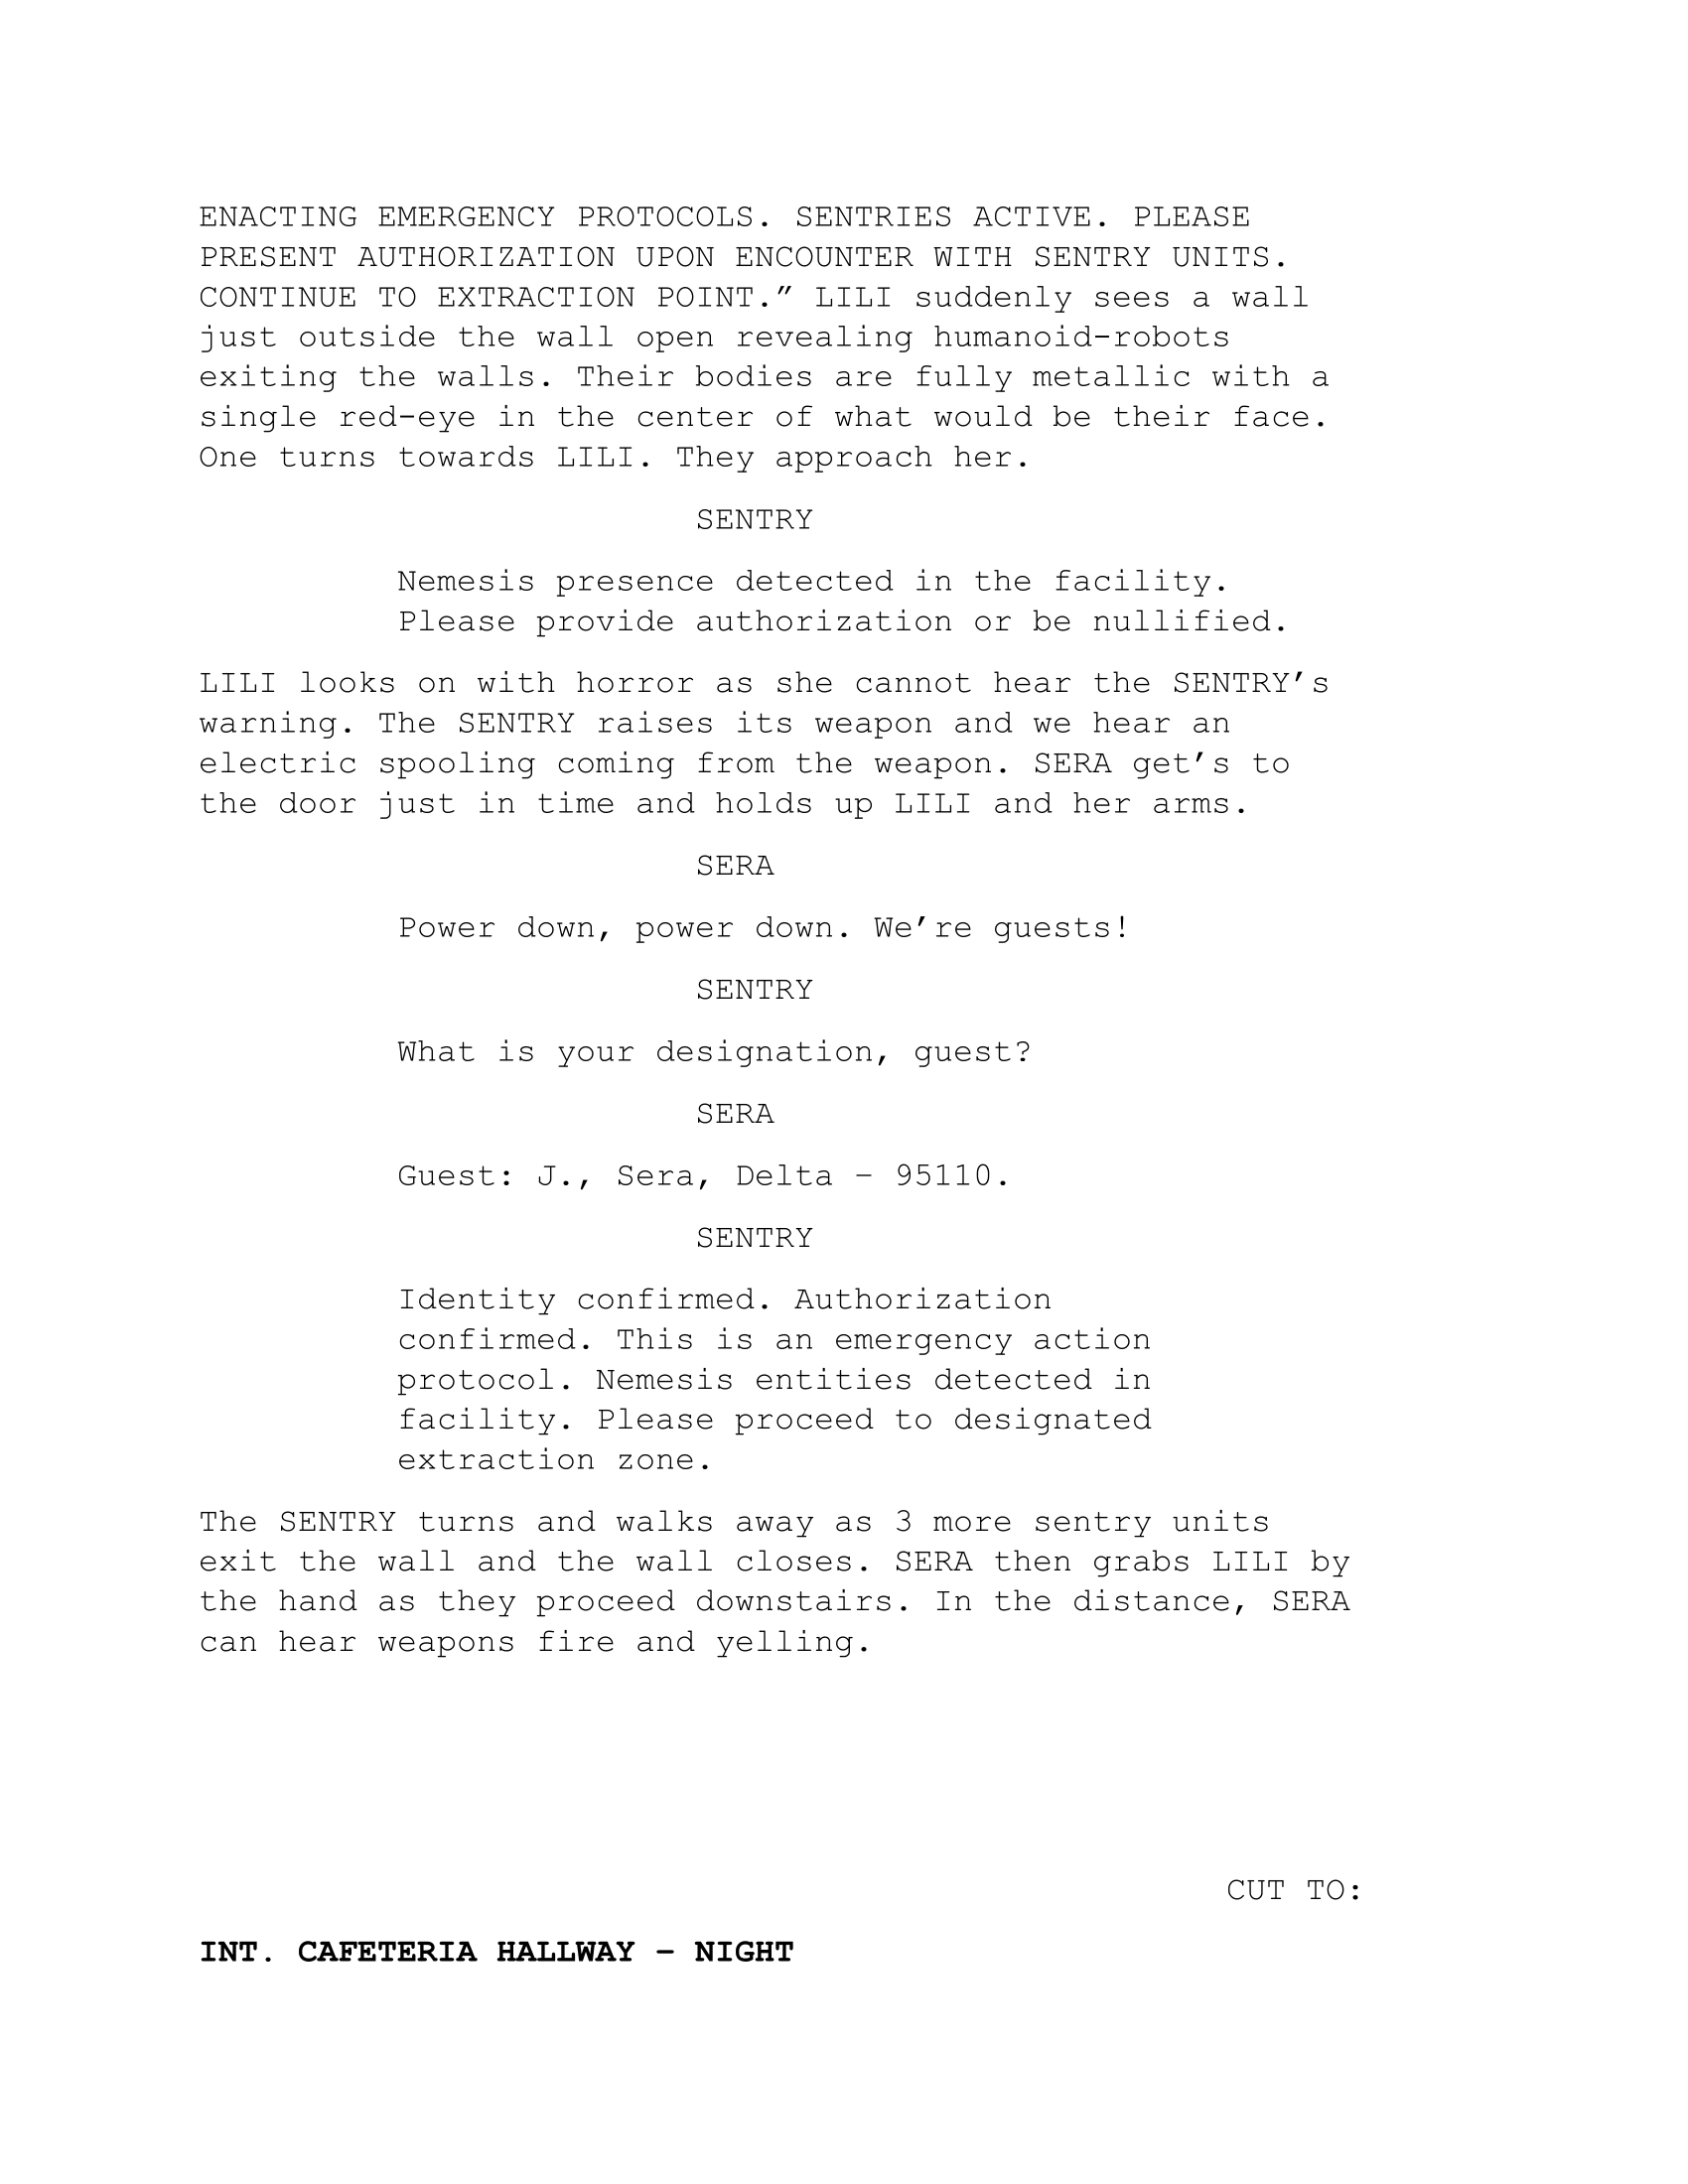 ENACTING EMERGENCY PROTOCOLS. SENTRIES ACTIVE. PLEASE
PRESENT AUTHORIZATION UPON ENCOUNTER WITH SENTRY UNITS.
CONTINUE TO EXTRACTION POINT.” LILI suddenly sees a wall
just outside the wall open revealing humanoid-robots
exiting the walls. Their bodies are fully metallic with a
single red-eye in the center of what would be their face.
One turns towards LILI. They approach her.
SENTRY
Nemesis presence detected in the facility.
Please provide authorization or be nullified.
LILI looks on with horror as she cannot hear the SENTRY’s
warning. The SENTRY raises its weapon and we hear an
electric spooling coming from the weapon. SERA get’s to
the door just in time and holds up LILI and her arms.
SERA
Power down, power down. We’re guests!
SENTRY
What is your designation, guest?
SERA
Guest: J., Sera, Delta – 95110.
SENTRY
Identity confirmed. Authorization
confirmed. This is an emergency action
protocol. Nemesis entities detected in
facility. Please proceed to designated
extraction zone.
The SENTRY turns and walks away as 3 more sentry units
exit the wall and the wall closes. SERA then grabs LILI by
the hand as they proceed downstairs. In the distance, SERA
can hear weapons fire and yelling.
CUT TO:
INT. CAFETERIA HALLWAY – NIGHT